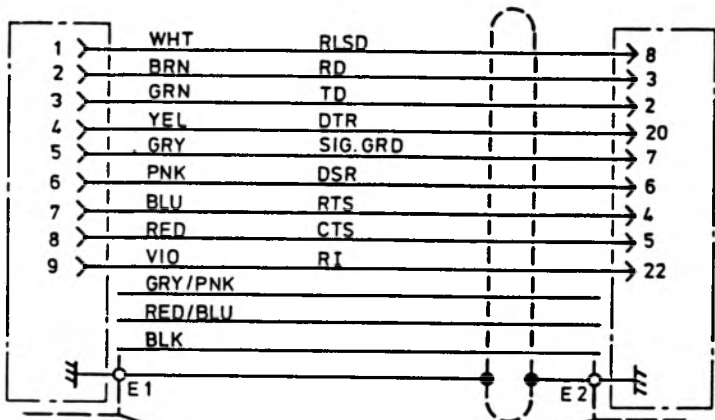 1 WHT RLSD 8
2 BRN RD 3
3 GRN TD 2
4 YEL DTR 20
5 GRY SIG. GRD 7
6 PNK DSR 6
7 BLU RTS 4
8 RED CTS 5
9 VIO RI 22
GRY/PNK
RED/BLU
BLK
E1 E2